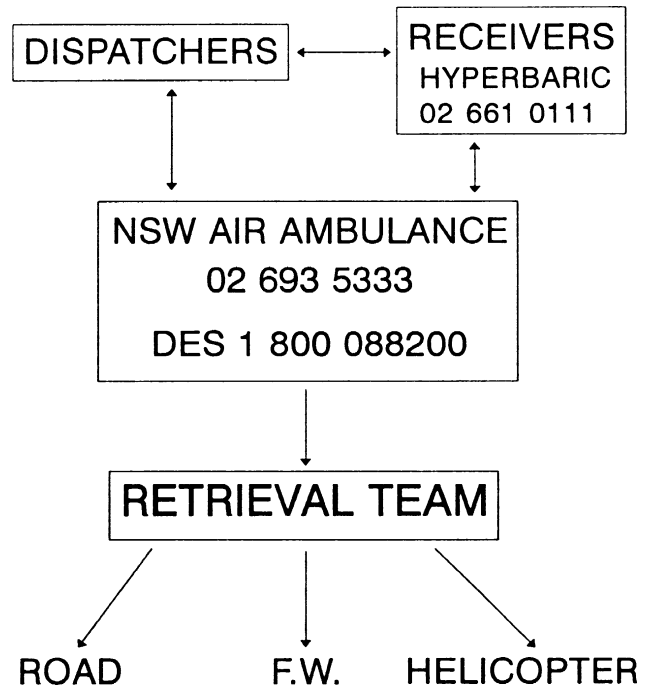 DISPATCHERS
RECEIVERS
HYPERBARIC
02 661 0111
NSW AIR AMBULANCE
02 693 5333
DES 1 800 088200
RETRIEVAL TEAM
ROAD
F.W.
HELICOPTER